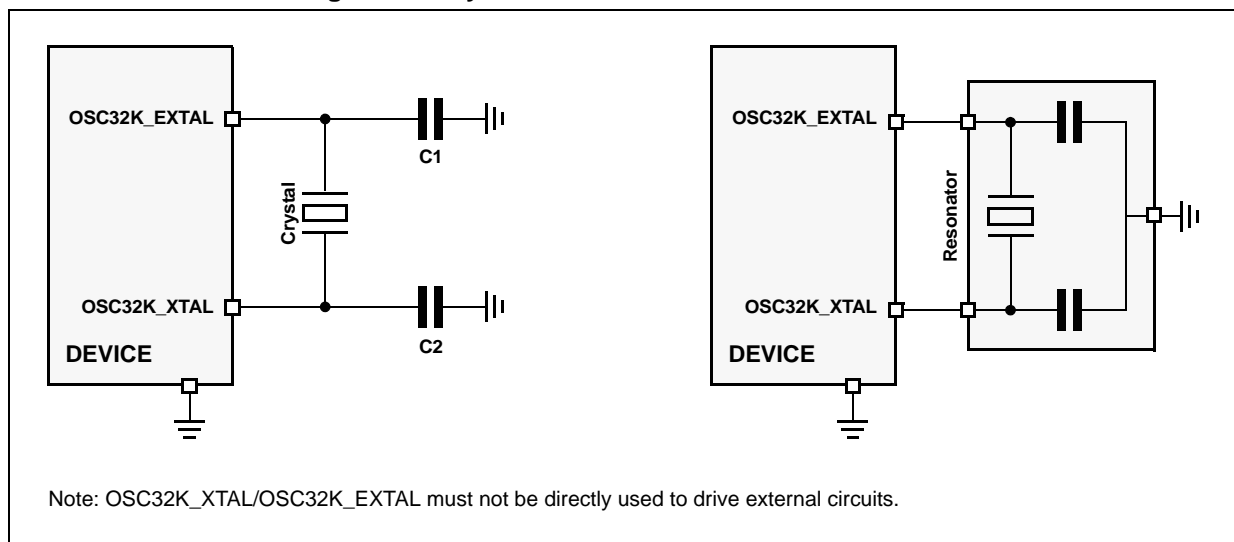 OSC32K_EXTAL
C1
Crystal
OSC32K_XTAL
C2
DEVICE
OSC32K_EXTAL
Resonator
OSC32K_XTAL
DEVICE
Note: OSC32K_XTAL/OSC32K_EXTAL must not be directly used to drive external circuits.